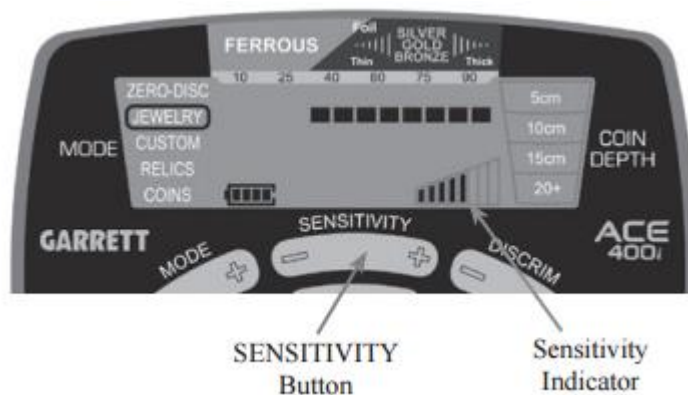 FERROUS
Foil
SILVER
GOLD
BRONZE
Thin
Thick
10 25 40 60 75 90
ZERO-DISC
JEWELRY
CUSTOM
RELICS
COINS
MODE
5cm
10cm
15cm
20+
COIN
DEPTH
GARRETT
ACE
400i
MODE +
SENSITIVITY
− +
DISCRIM
−
SENSITIVITY
Button
Sensitivity
Indicator